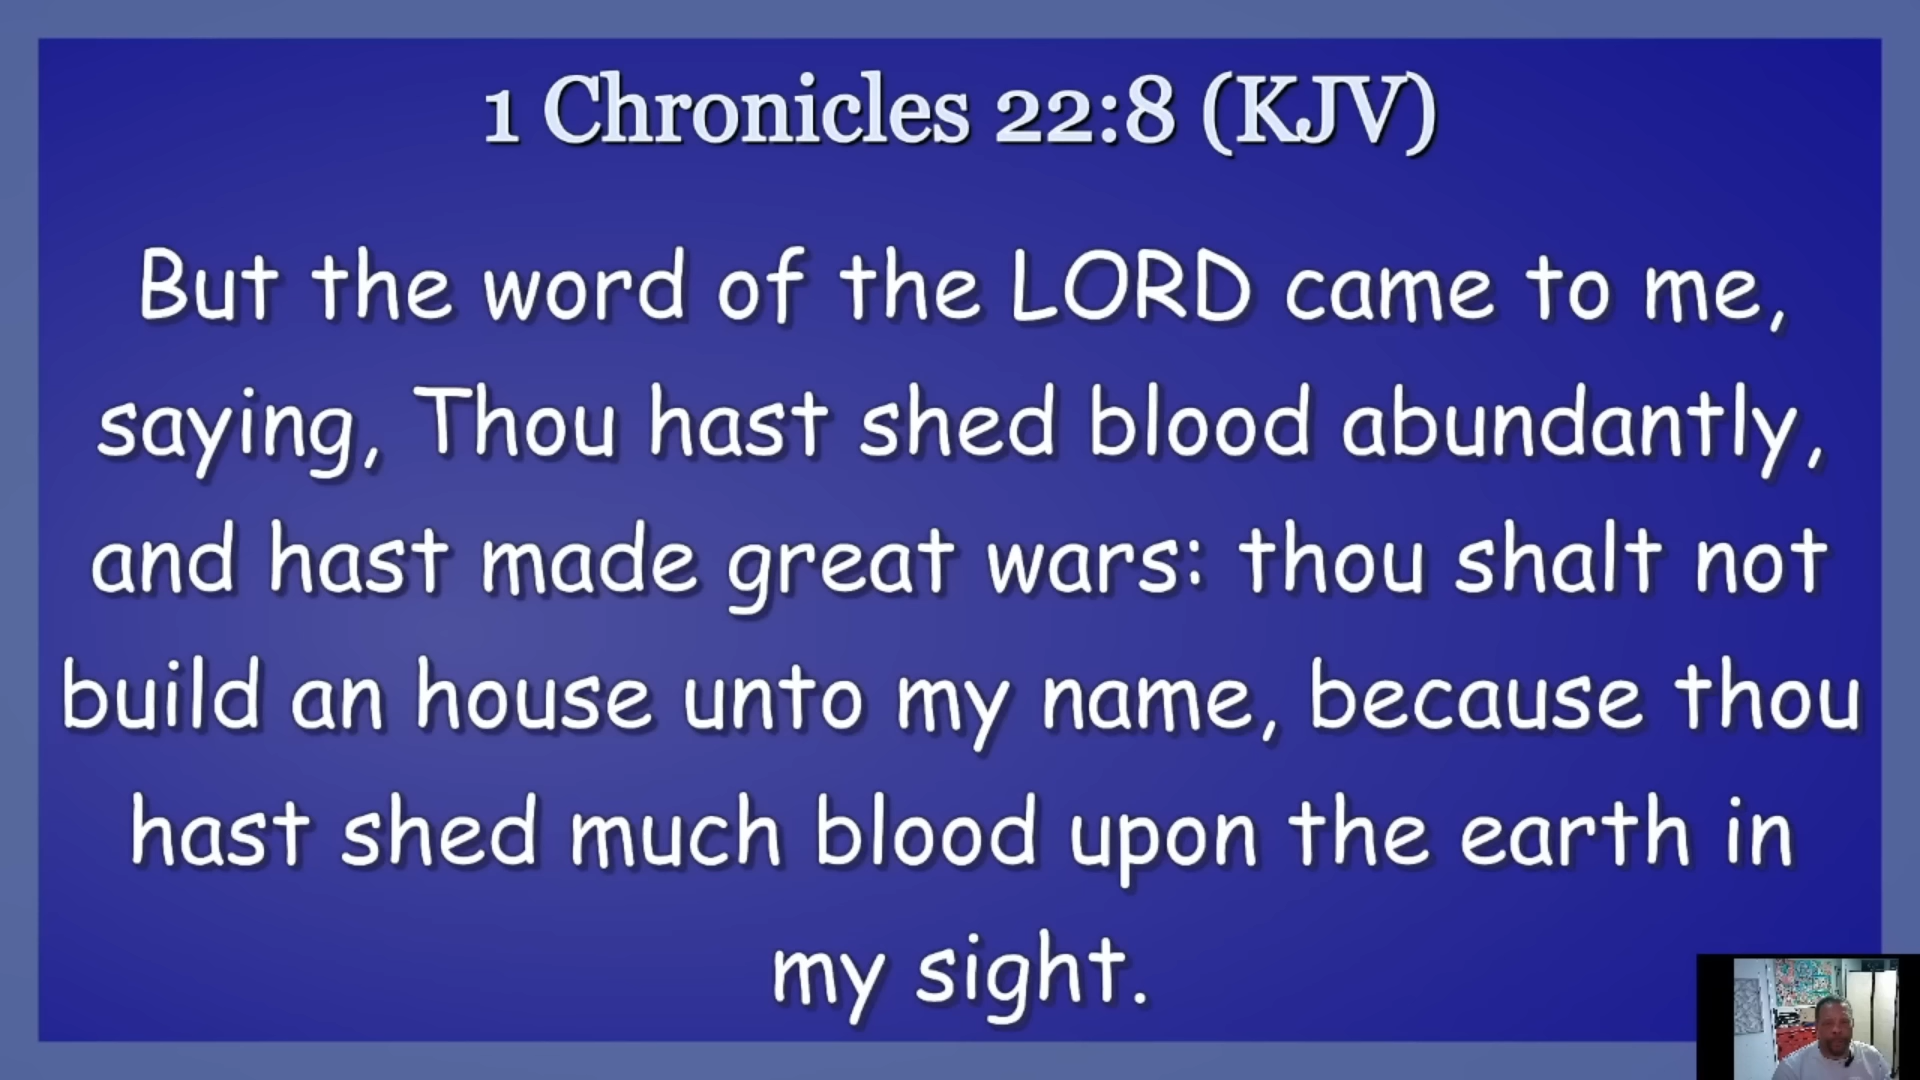 1 Chronicles 22:8 (KJV)
But the word of the LORD came to me,
saying, Thou hast shed blood abundantly,
and hast made great wars: thou shalt not
build an house unto my name, because thou
hast shed much blood upon the earth in
my sight.